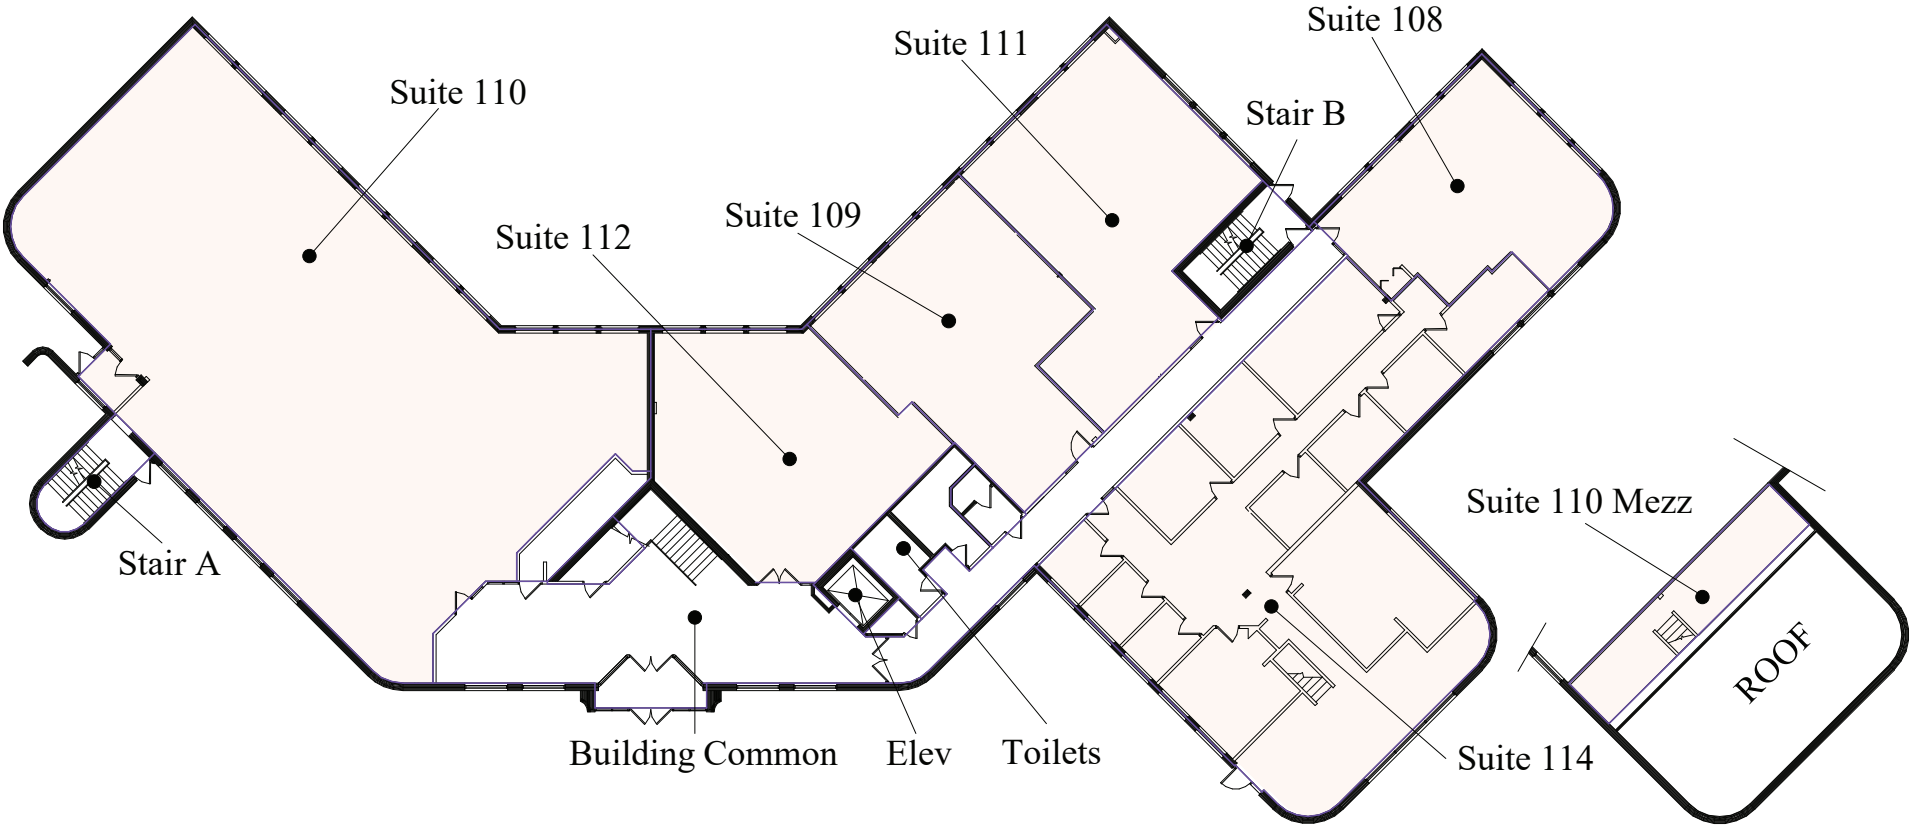 Suite 108
Suite 111
Suite 110
Stair B
Suite 109
Suite 112
Suite 110 Mezz
Stair A
ROOF
Building Common
Elev
Toilets
Suite 114